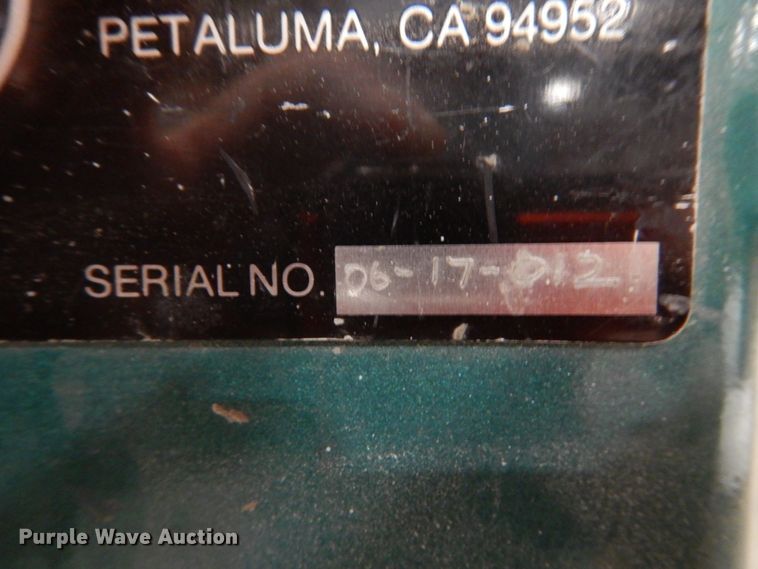 PETALUMA, CA 94952
SERIAL NO. 06-17-012
Purple Wave Auction